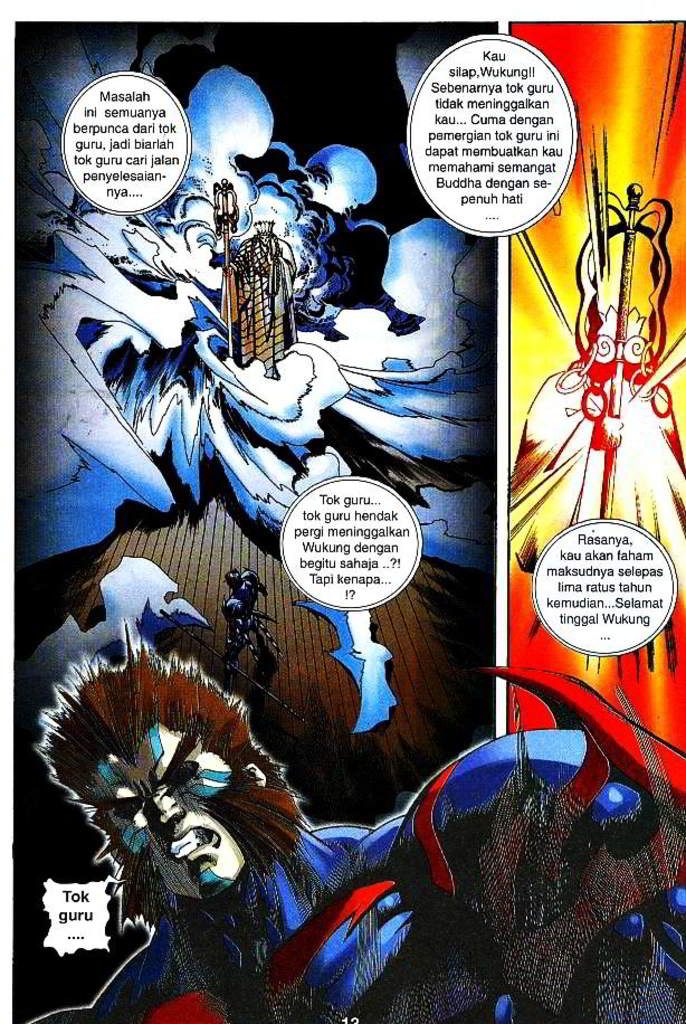 Masalah
ini semuanya
berpunca dari tok
guru, jadi biarlah
tok guru cari jalan
penyelesaian-
nya....
Tok guru...
tok guru hendak
pergi meninggalkan
Wukung dengan
begitu sahaja ..?!
Tapi kenapa...
!?
Kau
silap,Wukung!!
Sebenarnya tok guru
tidak meninggalkan
kau... Cuma dengan
pemergian tok guru ini
dapat membuatkan kau
memahami semangat
Buddha dengan se-
penuh hati
....
Rasanya,
kau akan faham
maksudnya selepas
lima ratus tahun
kemudian...Selamat
tinggal Wukung
...
Tok
guru
....